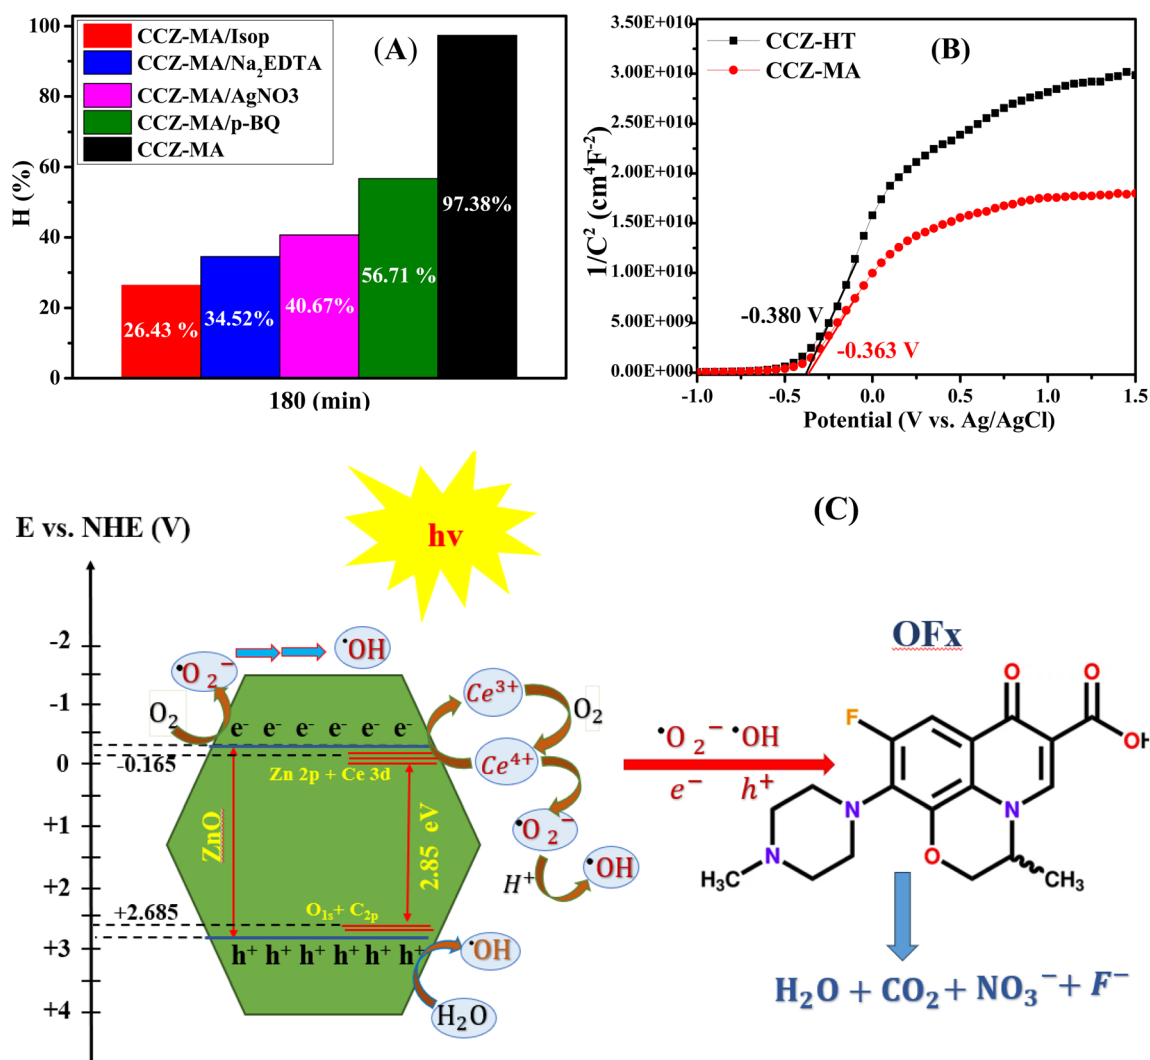 (A)
CCZ-MA/Isop
CCZ-MA/Na₂EDTA
CCZ-MA/AgNO3
CCZ-MA/p-BQ
CCZ-MA
H (%)
100
80
60
40
20
0
26.43 %
34.52%
40.67%
56.71 %
97.38%
180 (min)
(B)
CCZ-HT
CCZ-MA
1/C² (cm⁴F⁻²)
3.50E+010
3.00E+010
2.50E+010
2.00E+010
1.50E+010
1.00E+010
5.00E+009
0.00E+000
-0.380 V
-0.363 V
-1.0 -0.5 0.0 0.5 1.0 1.5
Potential (V vs. Ag/AgCl)
(C)
E vs. NHE (V)
hv
-2
-1
0
+1
+2
+3
+4
-0.165
+2.685
•O₂⁻
•OH
O₂
e⁻ e⁻ e⁻ e⁻ e⁻ e⁻
Zn 2p + Ce 3d
ZnO
2.85 eV
O₁ₛ+ C₂ₚ
h⁺ h⁺ h⁺ h⁺ h⁺ h⁺
Ce³⁺
O₂
Ce⁴⁺
•O₂⁻
H⁺
•OH
•OH
H₂O
•O₂⁻ •OH
e⁻ h⁺
OFx
O
O
F
OH
N
N
N
O
H₃C
CH₃
H₂O + CO₂ + NO₃⁻ + F⁻